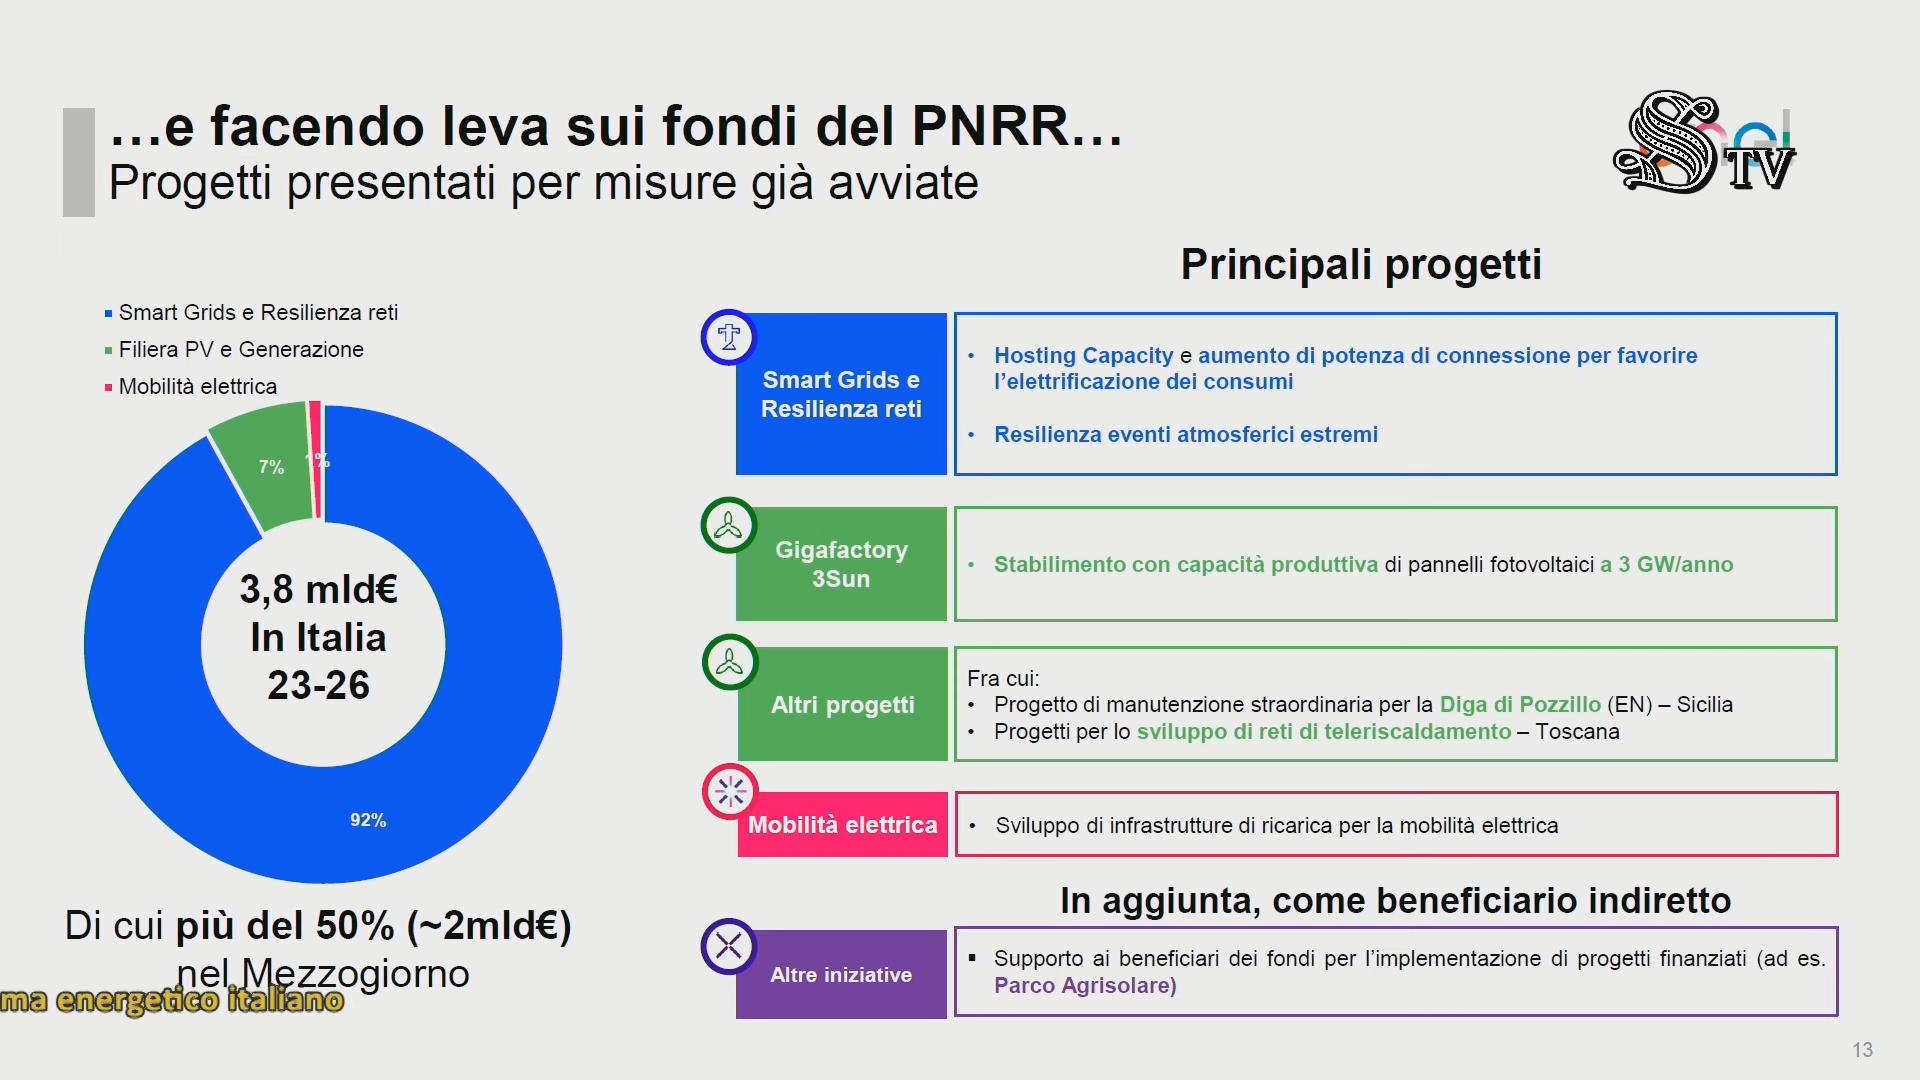 …e facendo leva sui fondi del PNRR…
Progetti presentati per misure già avviate
S TV
Smart Grids e Resilienza reti
Filiera PV e Generazione
Mobilità elettrica
7%
1%
92%
3,8 mld€
In Italia
23-26
Di cui più del 50% (~2mld€)
nel Mezzogiorno
ma energetico italiano
Principali progetti
Smart Grids e
Resilienza reti
• Hosting Capacity e aumento di potenza di connessione per favorire
l’elettrificazione dei consumi
• Resilienza eventi atmosferici estremi
Gigafactory
3Sun
• Stabilimento con capacità produttiva di pannelli fotovoltaici a 3 GW/anno
Altri progetti
Fra cui:
• Progetto di manutenzione straordinaria per la Diga di Pozzillo (EN) – Sicilia
• Progetti per lo sviluppo di reti di teleriscaldamento – Toscana
Mobilità elettrica
• Sviluppo di infrastrutture di ricarica per la mobilità elettrica
In aggiunta, come beneficiario indiretto
Altre iniziative
▪ Supporto ai beneficiari dei fondi per l’implementazione di progetti finanziati (ad es.
Parco Agrisolare)
13